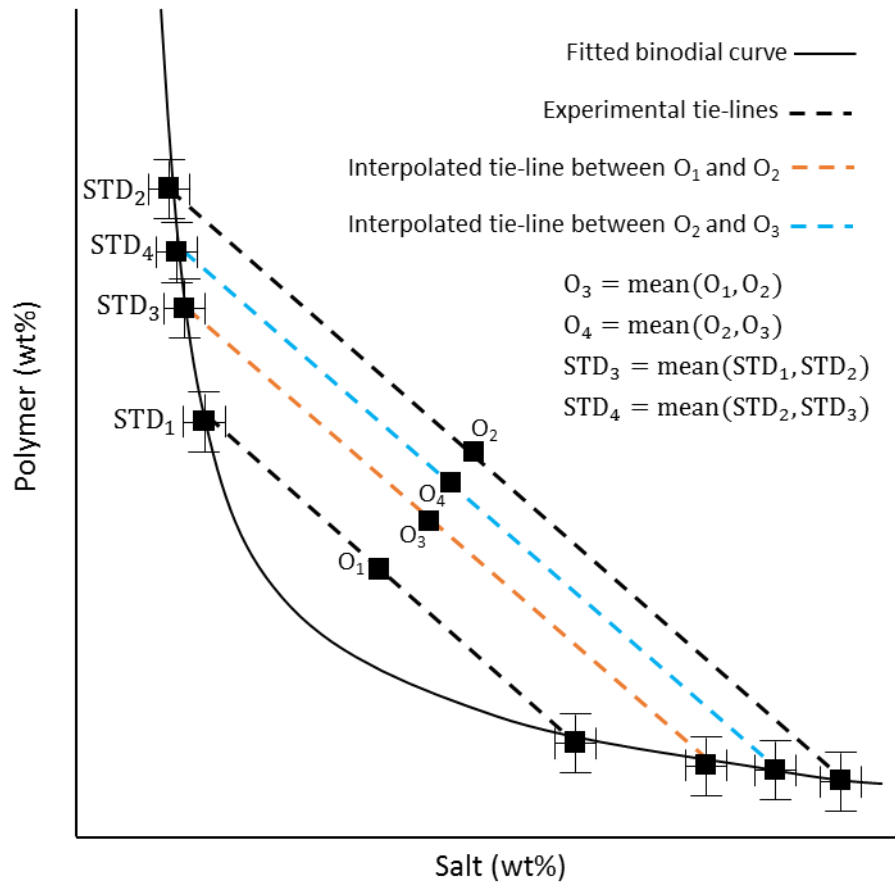 Fitted binodial curve
Experimental tie-lines
Interpolated tie-line between O₁ and O₂
Interpolated tie-line between O₂ and O₃
O₃ = mean(O₁, O₂)
O₄ = mean(O₂, O₃)
STD₃ = mean(STD₁, STD₂)
STD₄ = mean(STD₂, STD₃)
STD₂
STD₄
STD₃
STD₁
O₂
O₄
O₃
O₁
Polymer (wt%)
Salt (wt%)